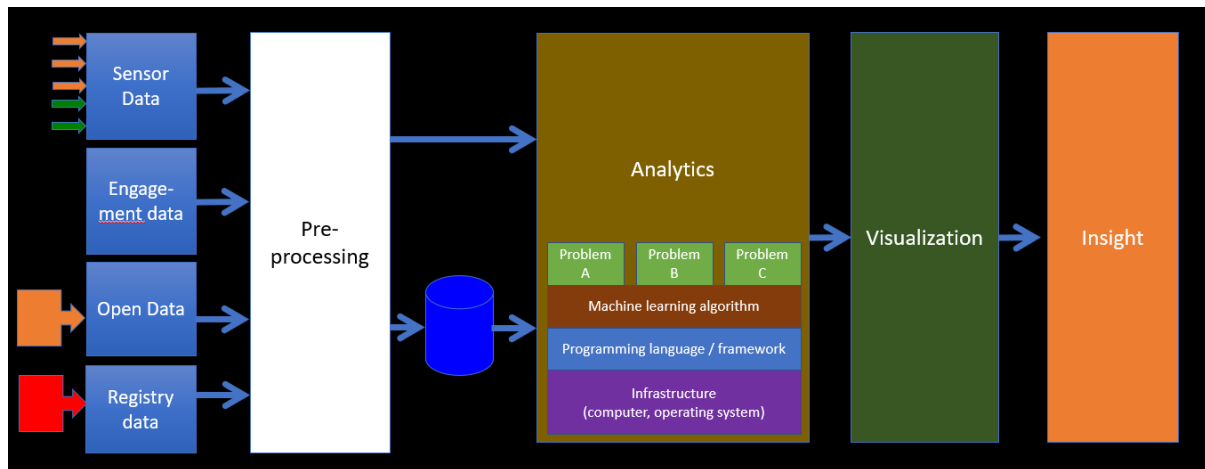 Sensor
Data
Engage-
ment data
Open Data
Registry
data
Pre-
processing
Analytics
Problem
A
Problem
B
Problem
C
Machine learning algorithm
Programming language / framework
Infrastructure
(computer, operating system)
Visualization
Insight